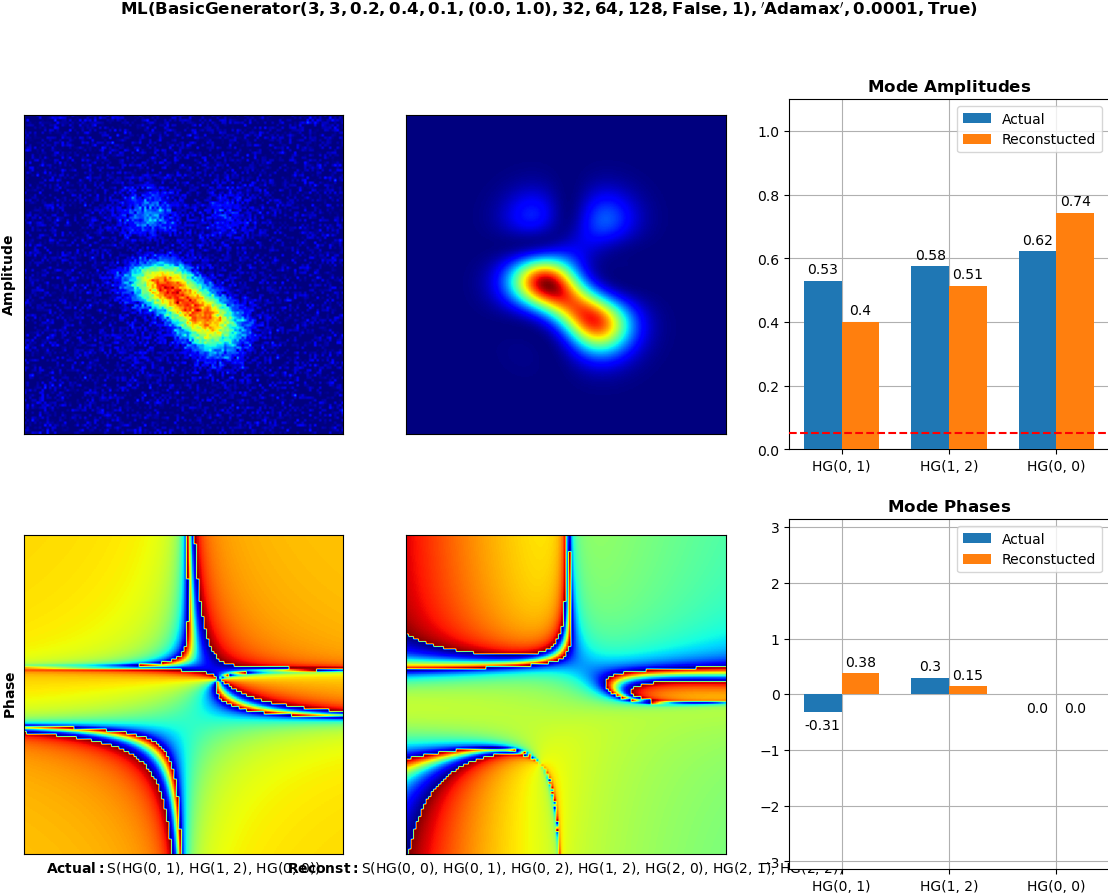 ML(BasicGenerator(3, 3, 0.2, 0.4, 0.1, (0.0, 1.0), 32, 64, 128, False, 1), ′Adamax′, 0.0001, True)
Amplitude
Mode Amplitudes
Actual
Reconstucted
1.0
0.8
0.6
0.4
0.2
0.0
0.53
0.4
0.58
0.51
0.62
0.74
HG(0, 1)
HG(1, 2)
HG(0, 0)
Phase
Mode Phases
Actual
Reconstucted
3
2
1
0
−1
−2
−3
-0.31
0.38
0.3
0.15
0.0
0.0
HG(0, 1)
HG(1, 2)
HG(0, 0)
Actual: S(HG(0, 1), HG(1, 2), HG(0, 0))
Reconst: S(HG(0, 0), HG(0, 1), HG(0, 2), HG(1, 2), HG(2, 0), HG(2, 1), HG(2, 2))